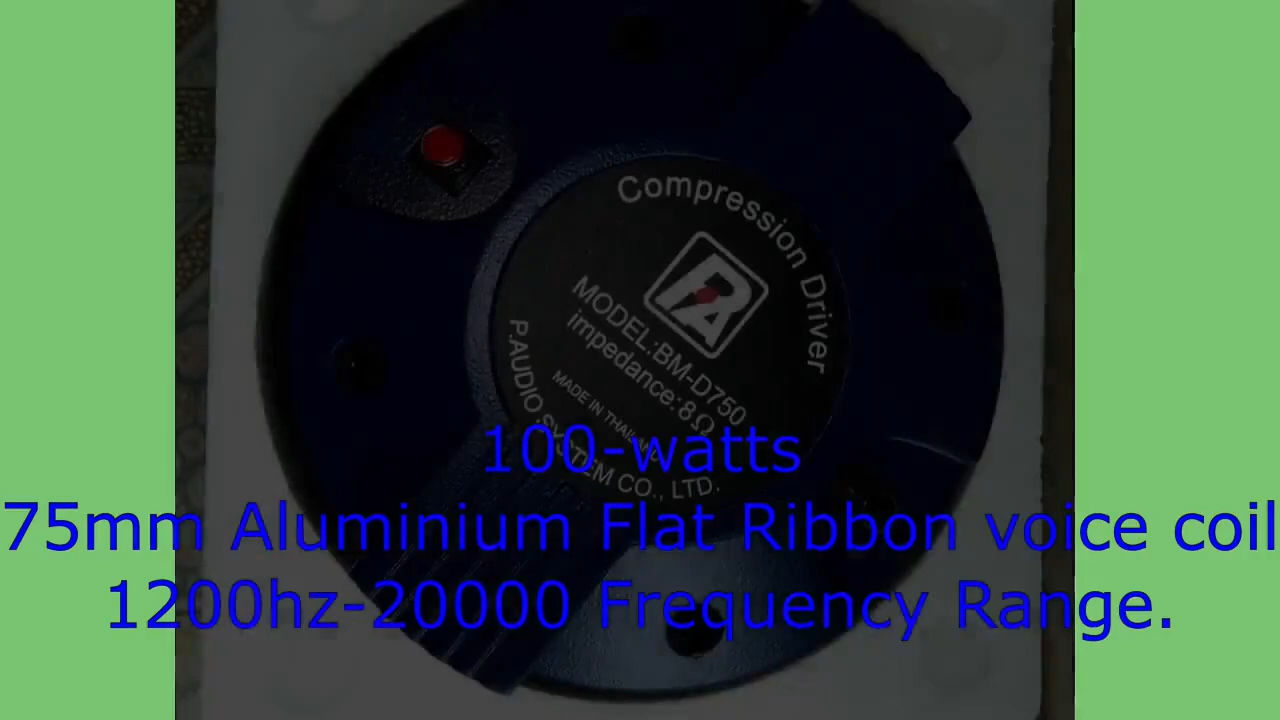 Compression Driver
PA
MODEL:BM-D750
impedance:8Ω
MADE IN THAILAND
P.AUDIO SYSTEM CO., LTD.
100-watts
75mm Aluminium Flat Ribbon voice coil
1200hz-20000 Frequency Range.